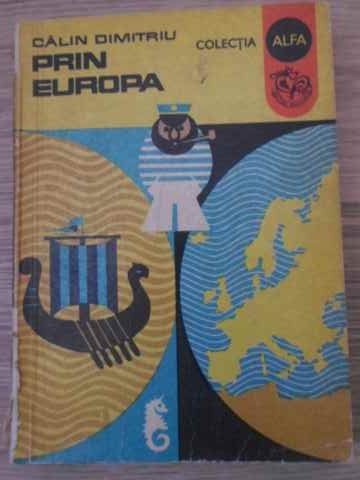 CĂLIN DIMITRIU
PRIN
EUROPA
COLECȚIA
ALFA